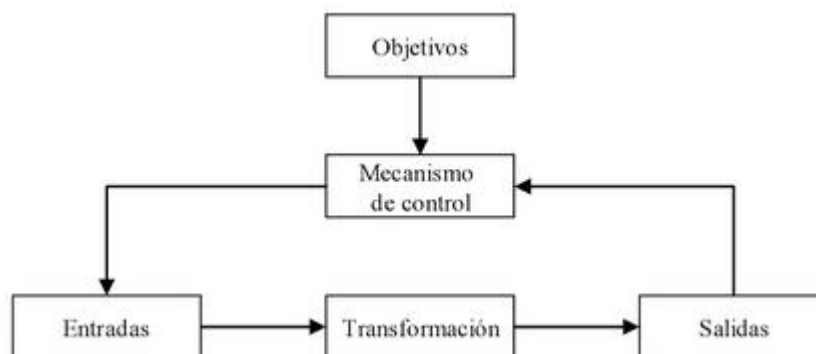 Objetivos
Mecanismo
de control
Entradas
Transformación
Salidas